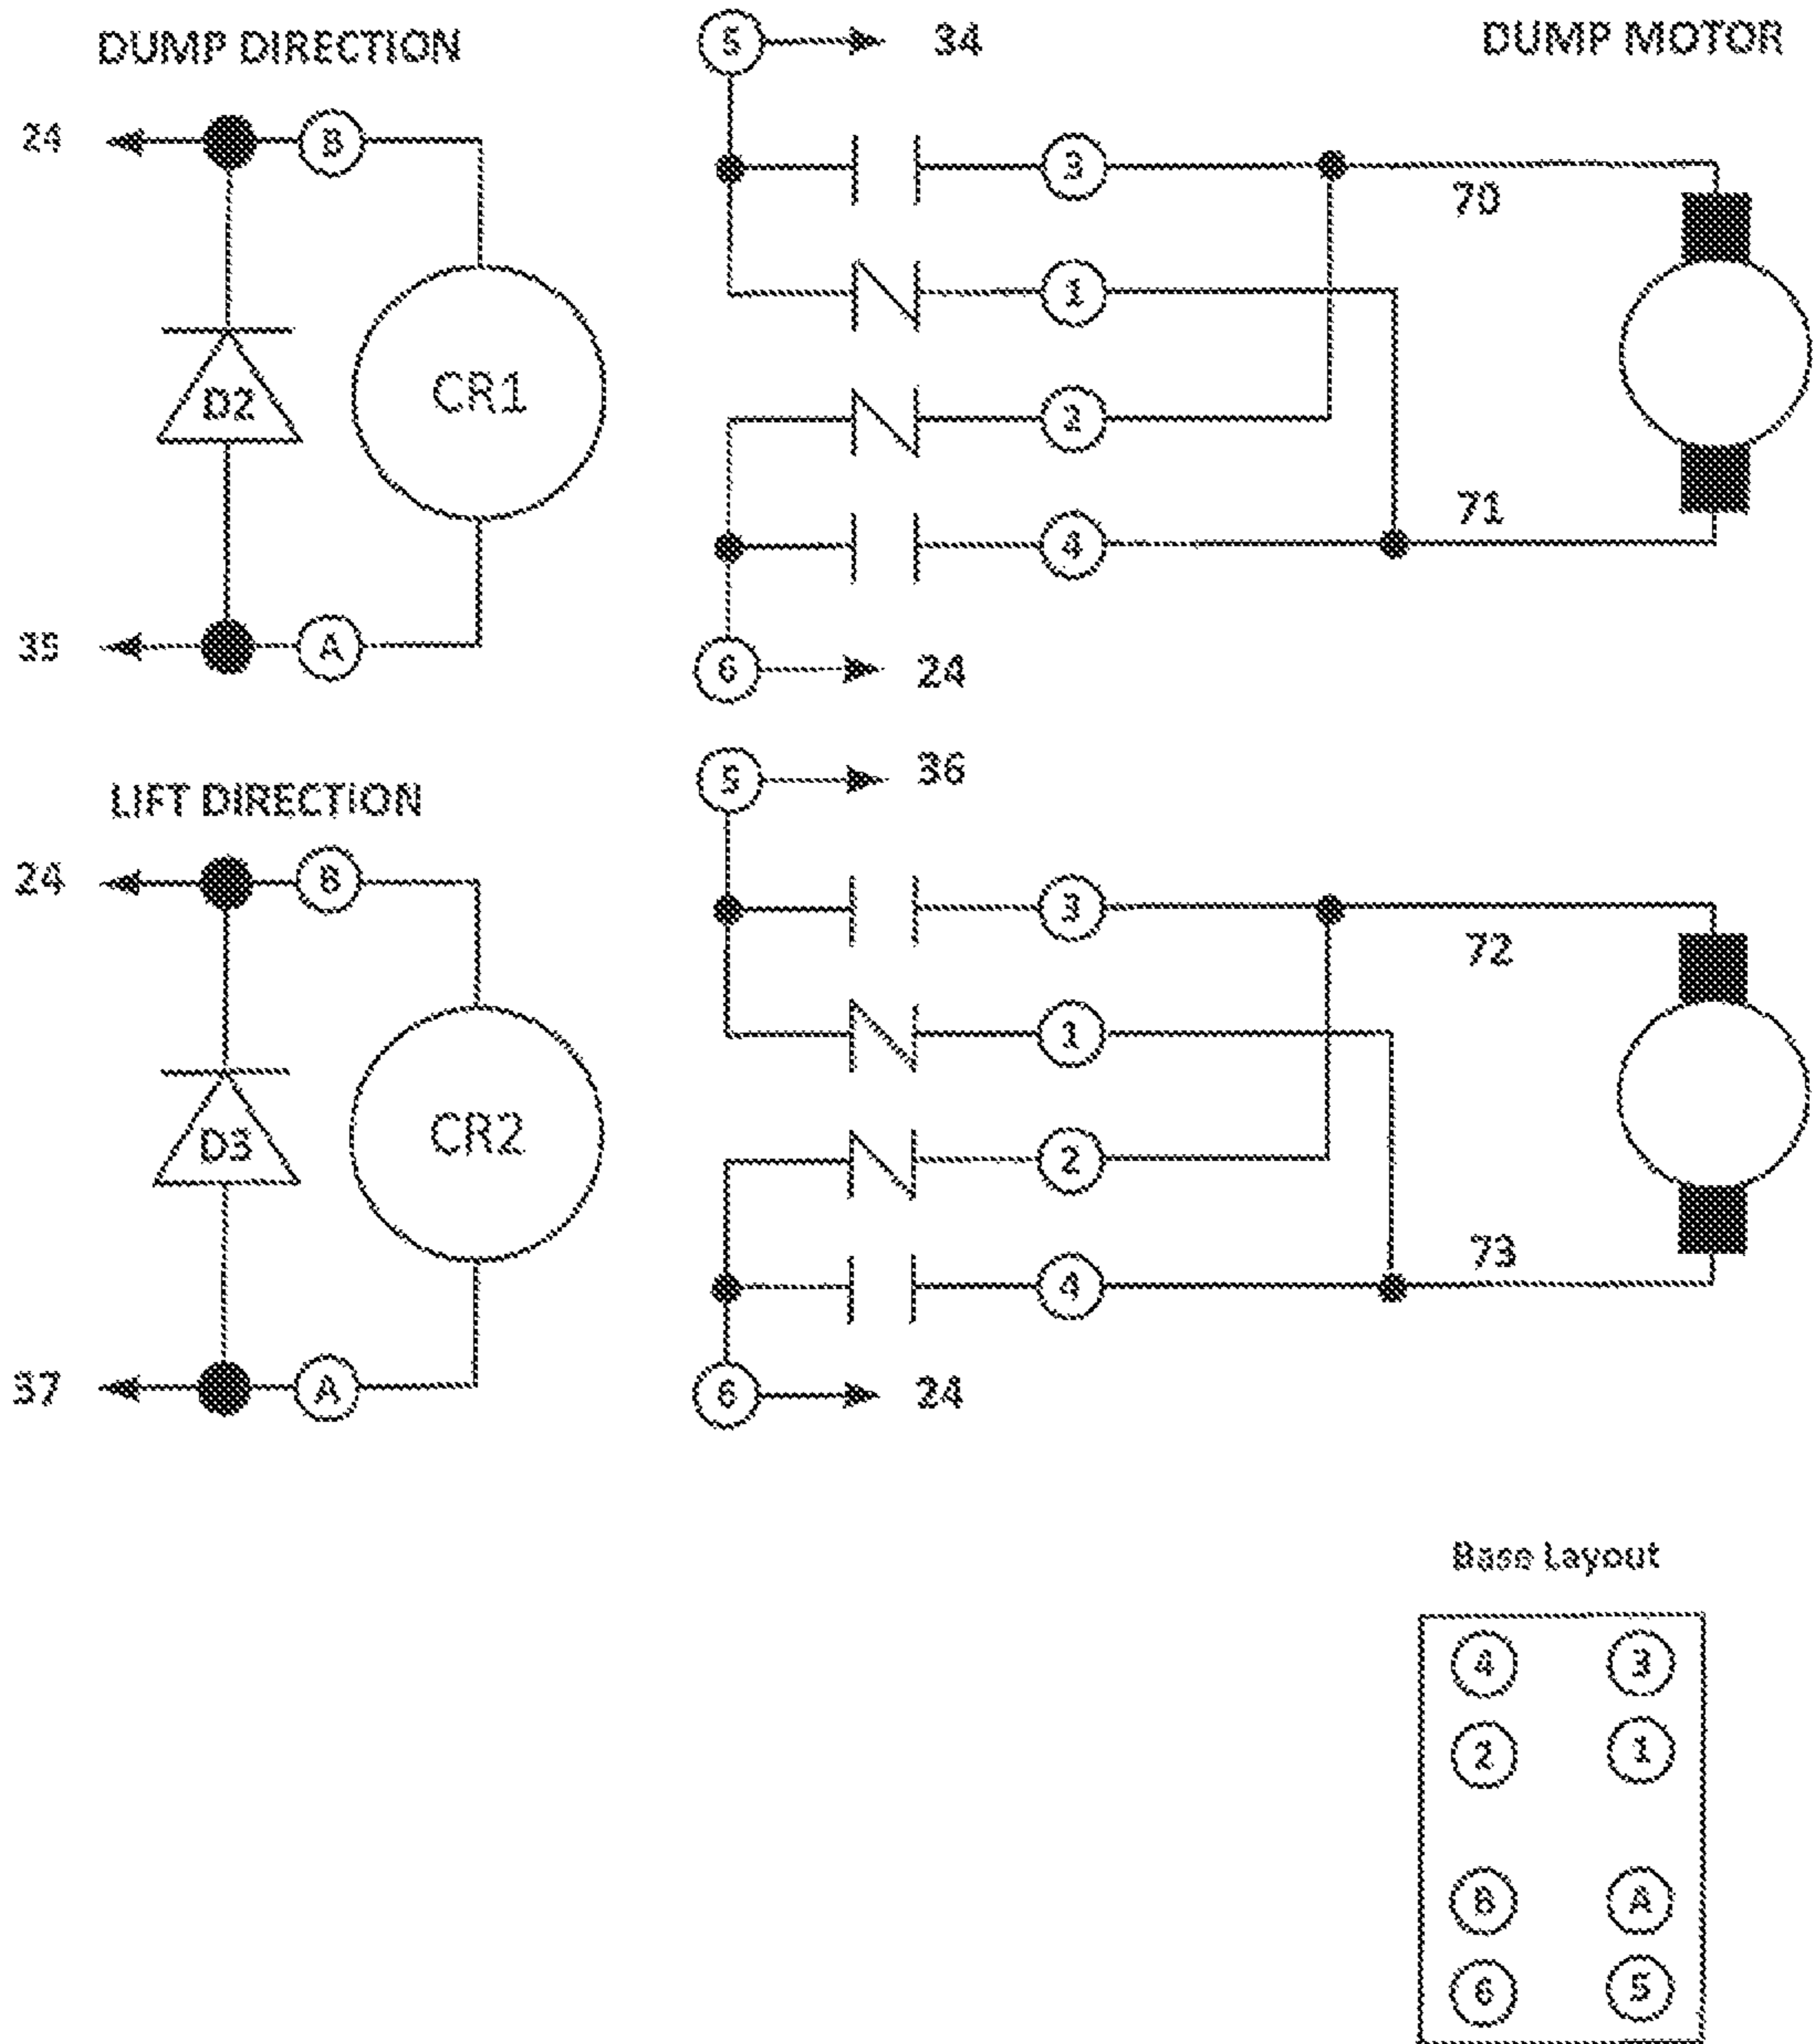 DUMP DIRECTION
5
34
DUMP MOTOR
24
B
3
70
1
D2
CR1
2
71
4
35
A
6
24
5
36
LIFT DIRECTION
24
B
3
72
1
D3
CR2
2
73
4
37
A
6
24
Base Layout
4 3
2 1
B A
6 5